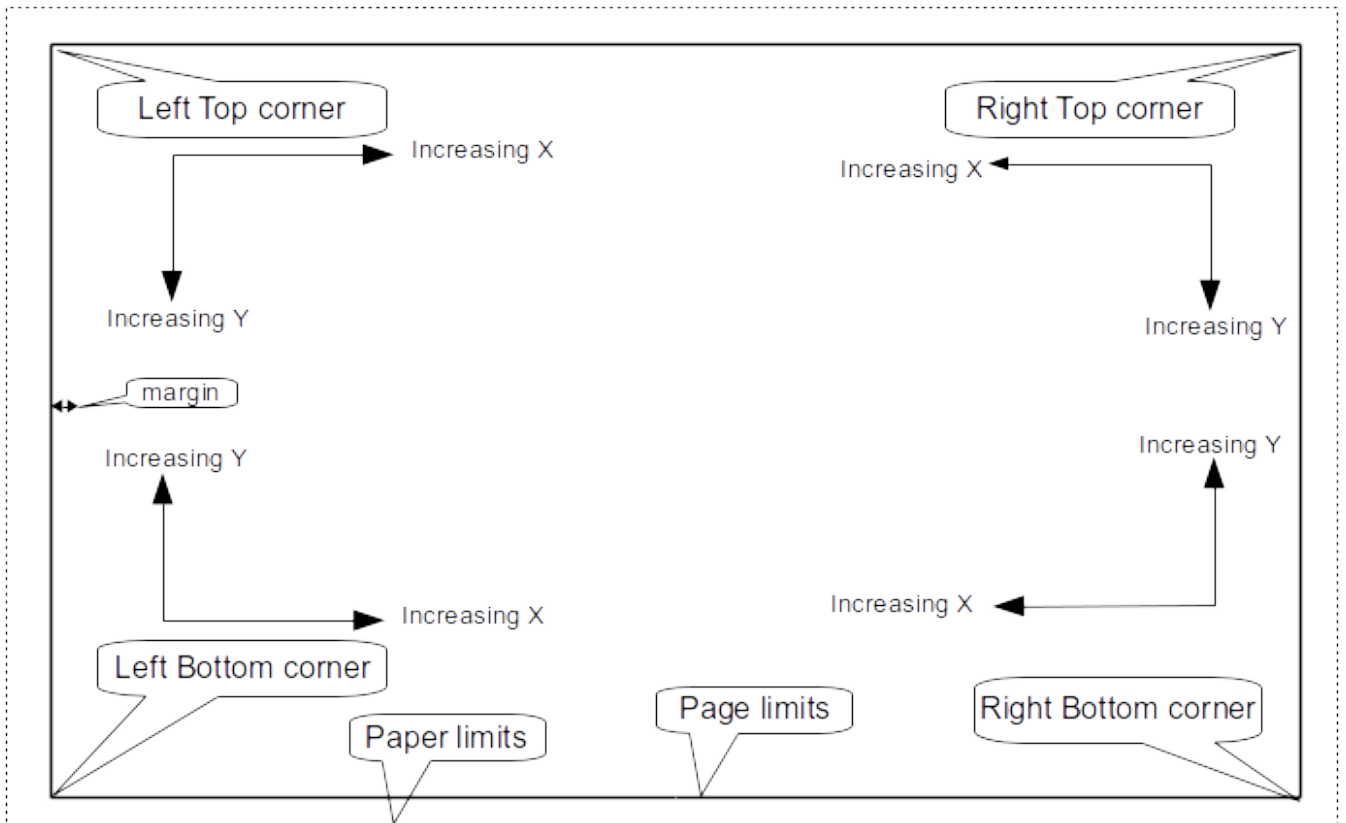 Left Top corner
Right Top corner
Increasing X
Increasing X
Increasing Y
Increasing Y
margin
Increasing Y
Increasing Y
Increasing X
Increasing X
Left Bottom corner
Page limits
Right Bottom corner
Paper limits